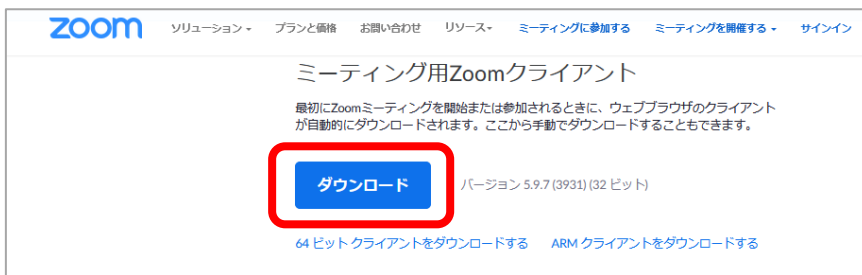 zoom ソリューション プランと価格 お問い合わせ リソース ミーティングに参加する ミーティングを開催する サインイン
ミーティング用Zoomクライアント
最初にZoomミーティングを開始または参加されるときに、ウェブブラウザのクライアント
が自動的にダウンロードされます。ここから手動でダウンロードすることもできます。
ダウンロード バージョン 5.9.7 (3931) (32 ビット)
64 ビット クライアントをダウンロードする ARM クライアントをダウンロードする